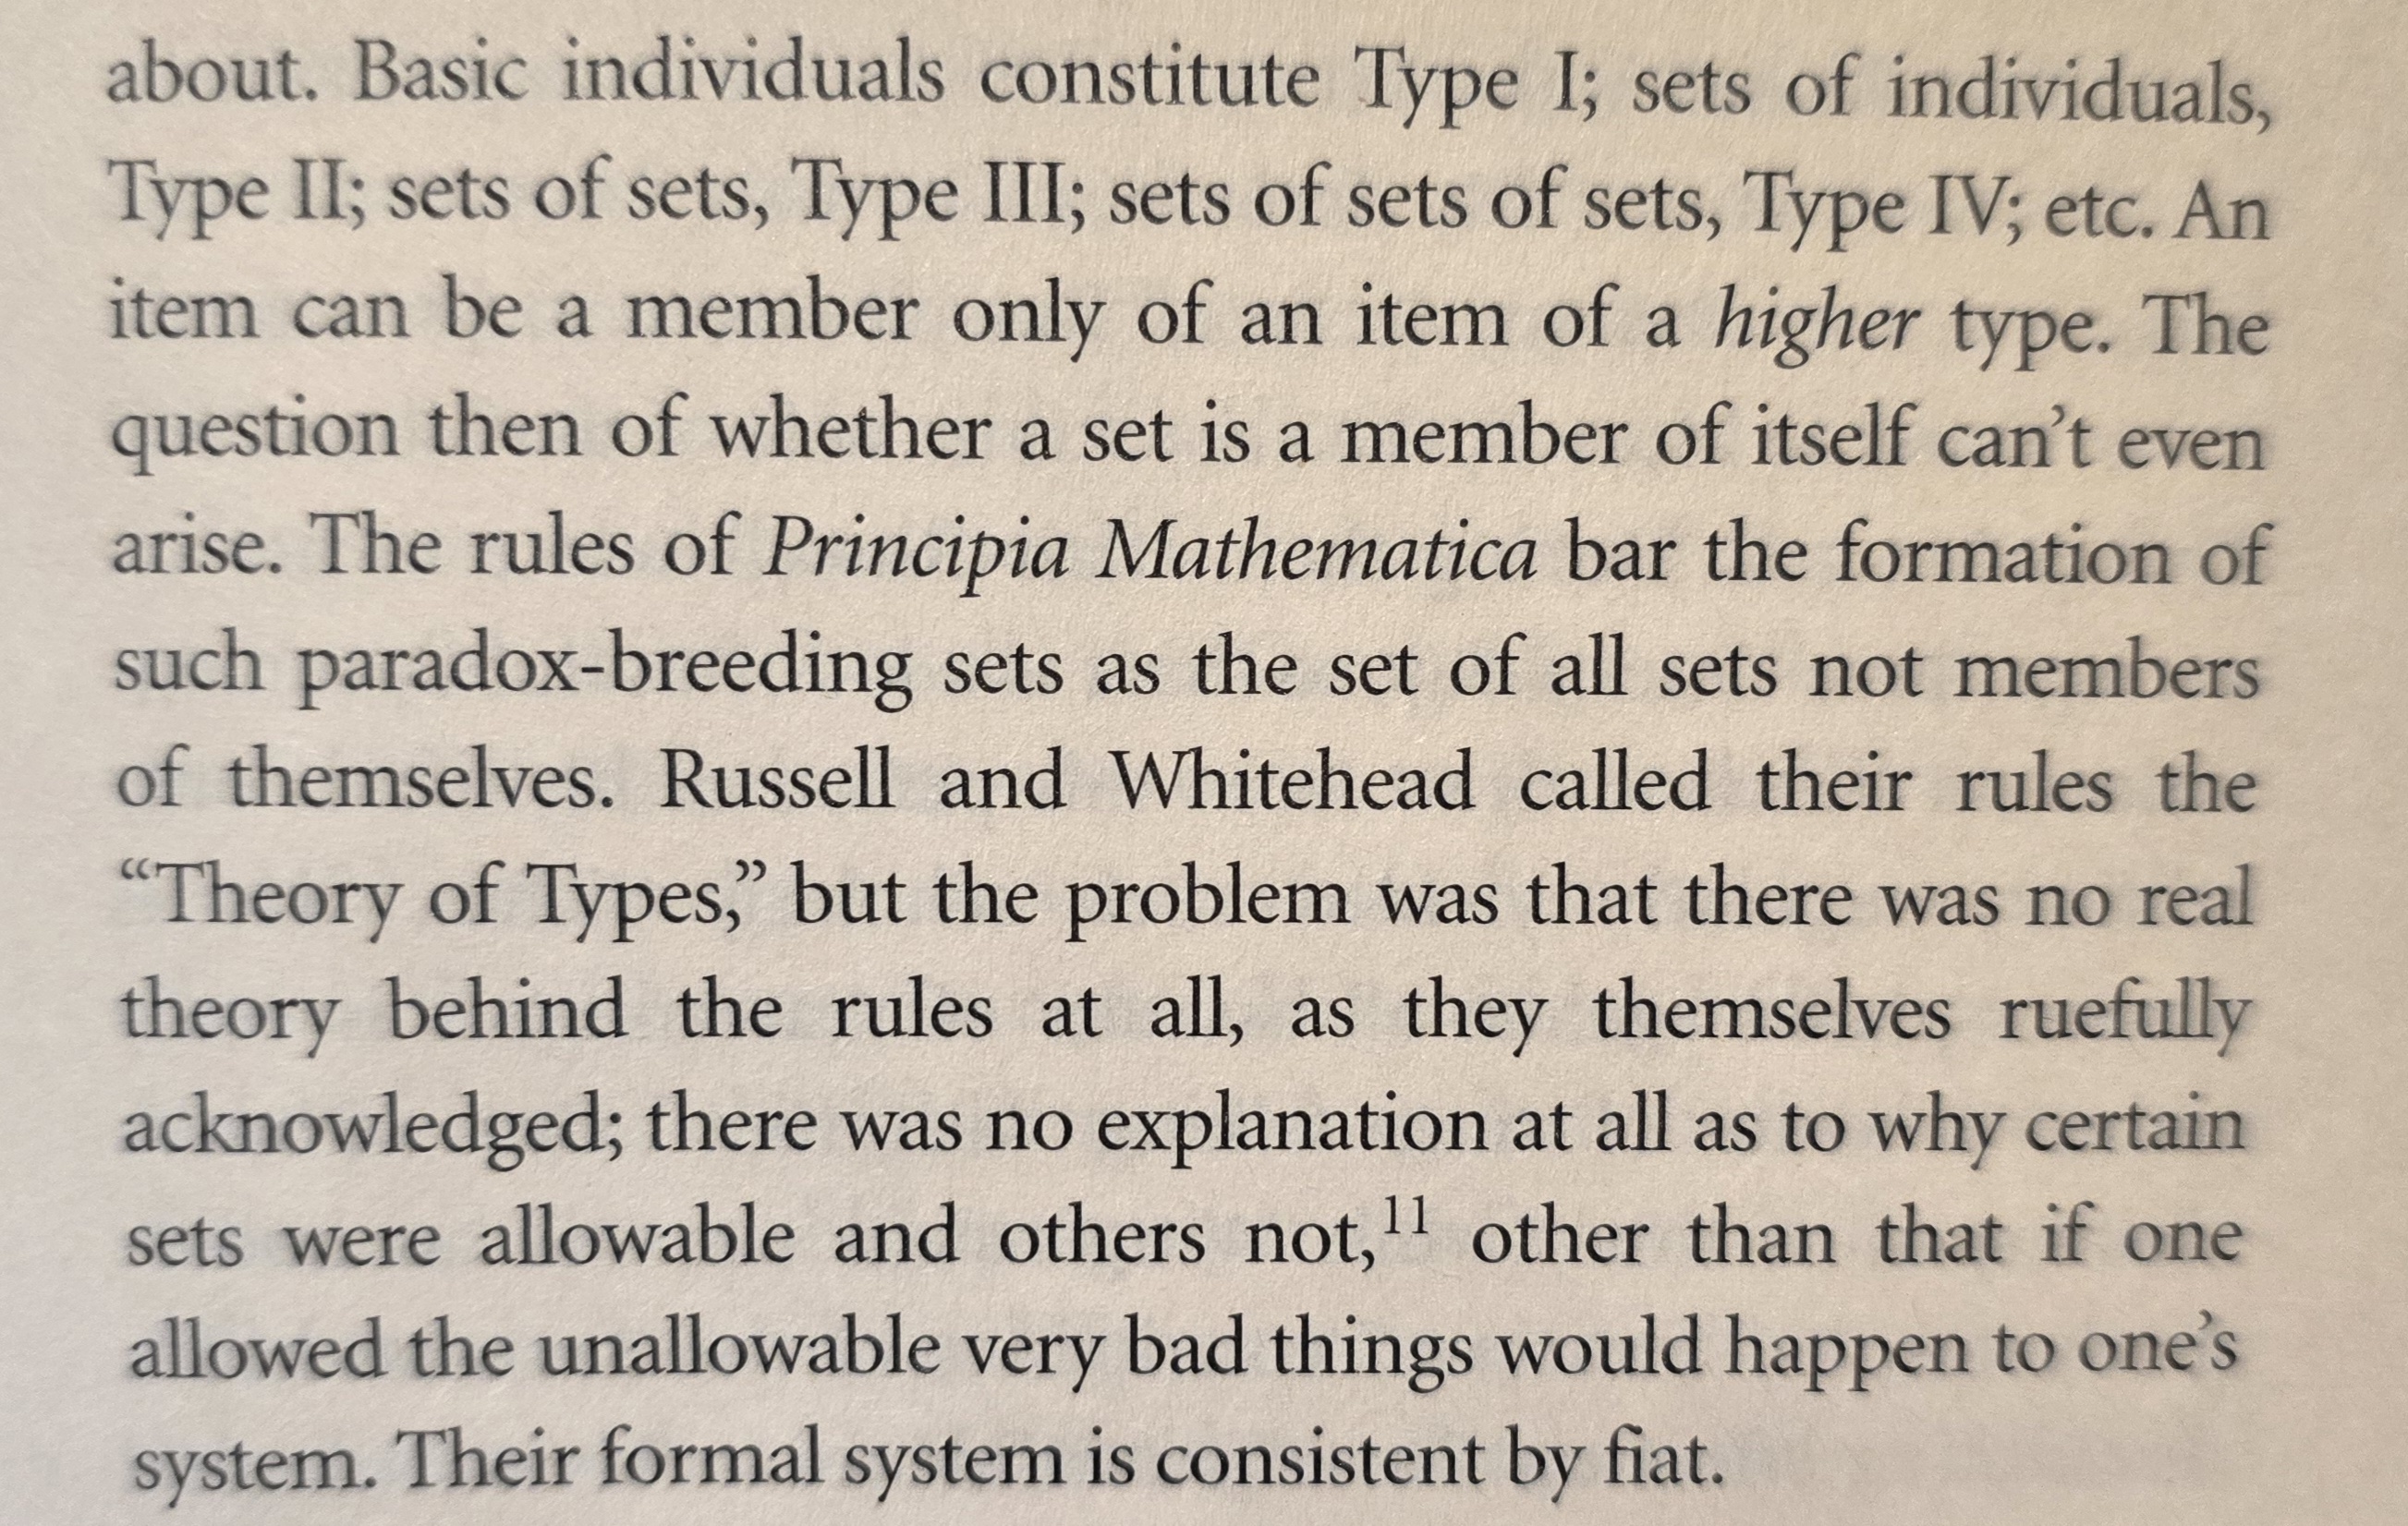 about. Basic individuals constitute Type I; sets of individuals,
Type II; sets of sets, Type III; sets of sets of sets, Type IV; etc. An
item can be a member only of an item of a higher type. The
question then of whether a set is a member of itself can’t even
arise. The rules of Principia Mathematica bar the formation of
such paradox-breeding sets as the set of all sets not members
of themselves. Russell and Whitehead called their rules the
“Theory of Types,” but the problem was that there was no real
theory behind the rules at all, as they themselves ruefully
acknowledged; there was no explanation at all as to why certain
sets were allowable and others not,¹¹ other than that if one
allowed the unallowable very bad things would happen to one’s
system. Their formal system is consistent by fiat.